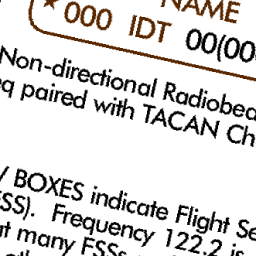 NAME
* 000 IDT 00(00
Non-directional Radiobea
eq paired with TACAN Ch
Y BOXES indicate Flight Se
SS). Frequency 122.2 is
at many FSSs